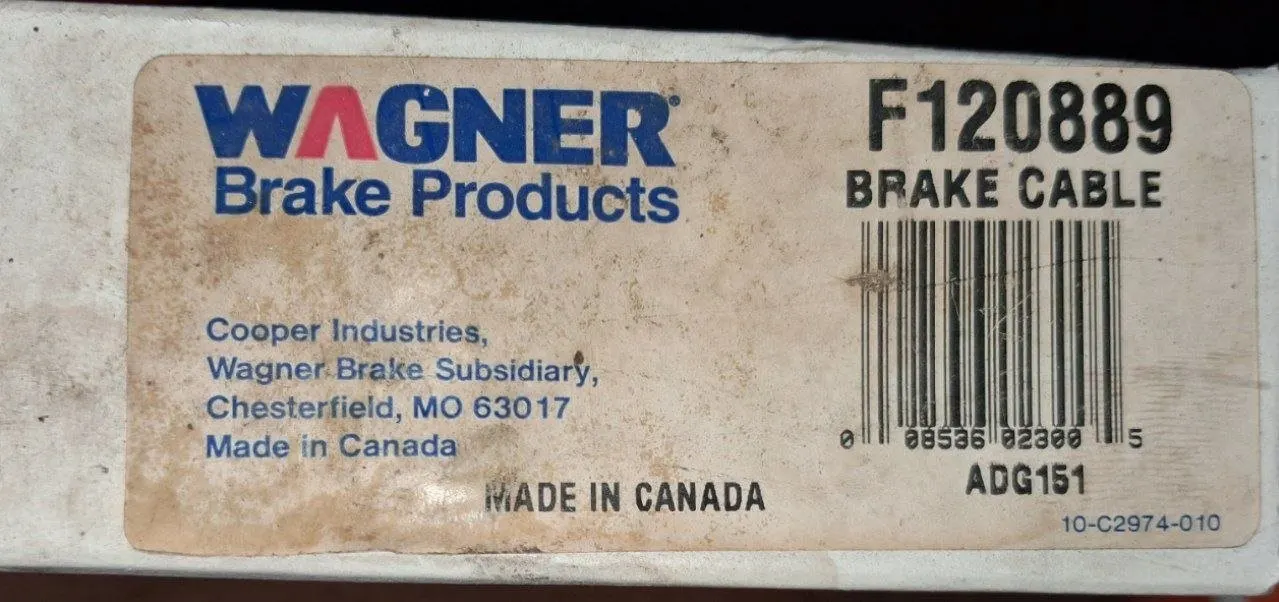 WAGNER
Brake Products
F120889
BRAKE CABLE
Cooper Industries,
Wagner Brake Subsidiary,
Chesterfield, MO 63017
Made in Canada
MADE IN CANADA
0 08536 02300 5
ADG151
10-C2974-010